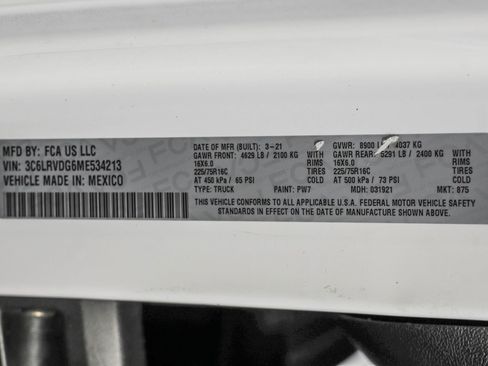 MFD BY: FCA US LLC
VIN: 3C6LRVDG6ME534213
VEHICLE MADE IN: MEXICO
DATE OF MFR (BUILT): 3-21 GVWR: 8900 4037 KG
GAWR FRONT: 4629 LB / 2100 KG WITH GAWR REAR: 5291 LB / 2400 KG WITH
16X6.0 RIMS 16X6.0 RIMS
225/75R16C TIRES 225/75R16C TIRES
AT 450 kPa / 65 PSI COLD AT 500 kPa / 73 PSI COLD
TYPE: TRUCK PAINT: PW7 MDH: 031921 MKT: 875
THIS VEHICLE CONFORMS TO ALL APPLICABLE U.S.A. FEDERAL MOTOR VEHICLE SAFETY
STANDARDS IN EFFECT ON THE DATE OF MANUFACTURE SHOWN ABOVE.